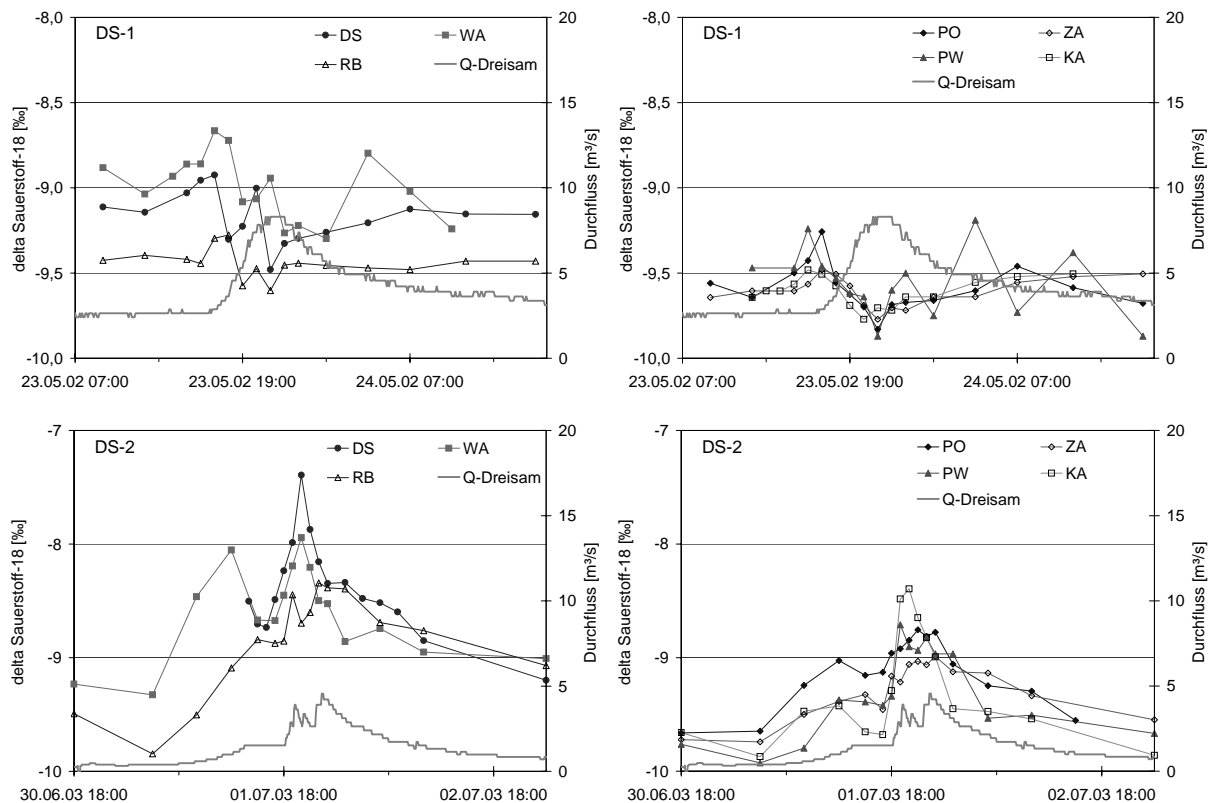 -8,0
-8,5
-9,0
-9,5
-10,0
delta Sauerstoff-18 [‰]
DS-1
DS
WA
RB
Q-Dreisam
20
15
10
5
0
Durchfluss [m³/s]
23.05.02 07:00
23.05.02 19:00
24.05.02 07:00
-8,0
-8,5
-9,0
-9,5
-10,0
delta Sauerstoff-18 [‰]
DS-1
PO
ZA
PW
KA
Q-Dreisam
20
15
10
5
0
Durchfluss [m³/s]
23.05.02 07:00
23.05.02 19:00
24.05.02 07:00
-7
-8
-9
-10
delta Sauerstoff-18 [‰]
DS-2
DS
WA
RB
Q-Dreisam
20
15
10
5
0
Durchfluss [m³/s]
30.06.03 18:00
01.07.03 18:00
02.07.03 18:00
-7
-8
-9
-10
delta Sauerstoff-18 [‰]
DS-2
PO
ZA
PW
KA
Q-Dreisam
20
15
10
5
0
Durchfluss [m³/s]
30.06.03 18:00
01.07.03 18:00
02.07.03 18:00